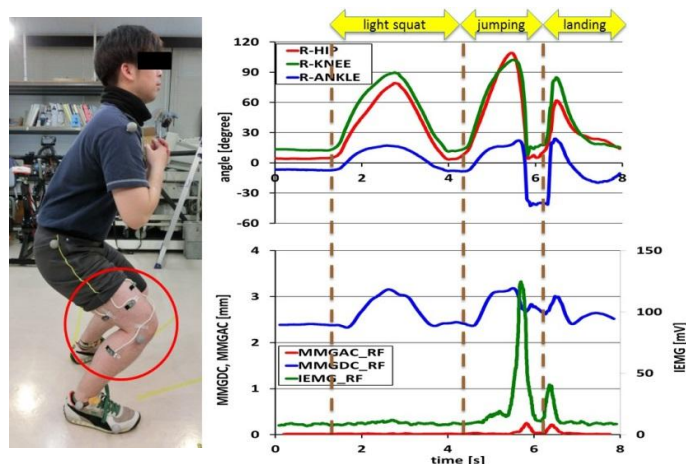 light squat jumping landing
120
R-HIP
R-KNEE
90
R-ANKLE
60
30
0
0 2 4 6 8
-30
-60
angle [degree]
4 150
3
100
2
MMGAC_RF
MMGDC_RF
50
1
IEMG_RF
0 0
0 2 4 6 8
time [s]
MMGDC, MMGAC [mm]
IEMG [mV]